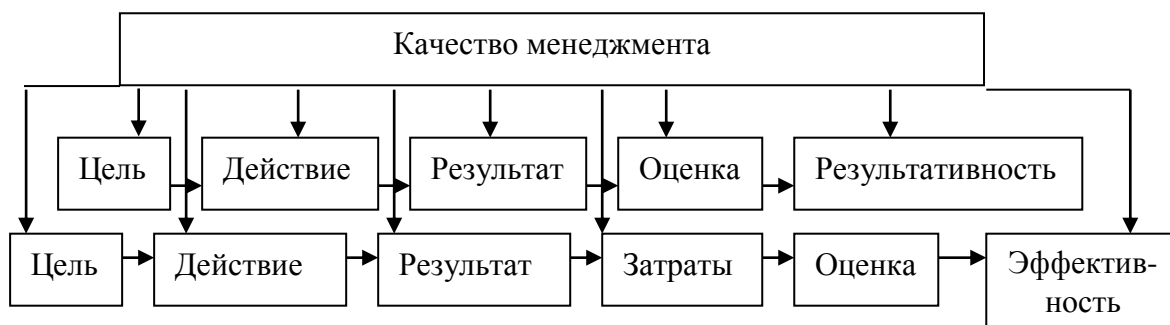 Качество менеджмента
Цель
Действие
Результат
Оценка
Результативность
Цель
Действие
Результат
Затраты
Оценка
Эффектив-
ность